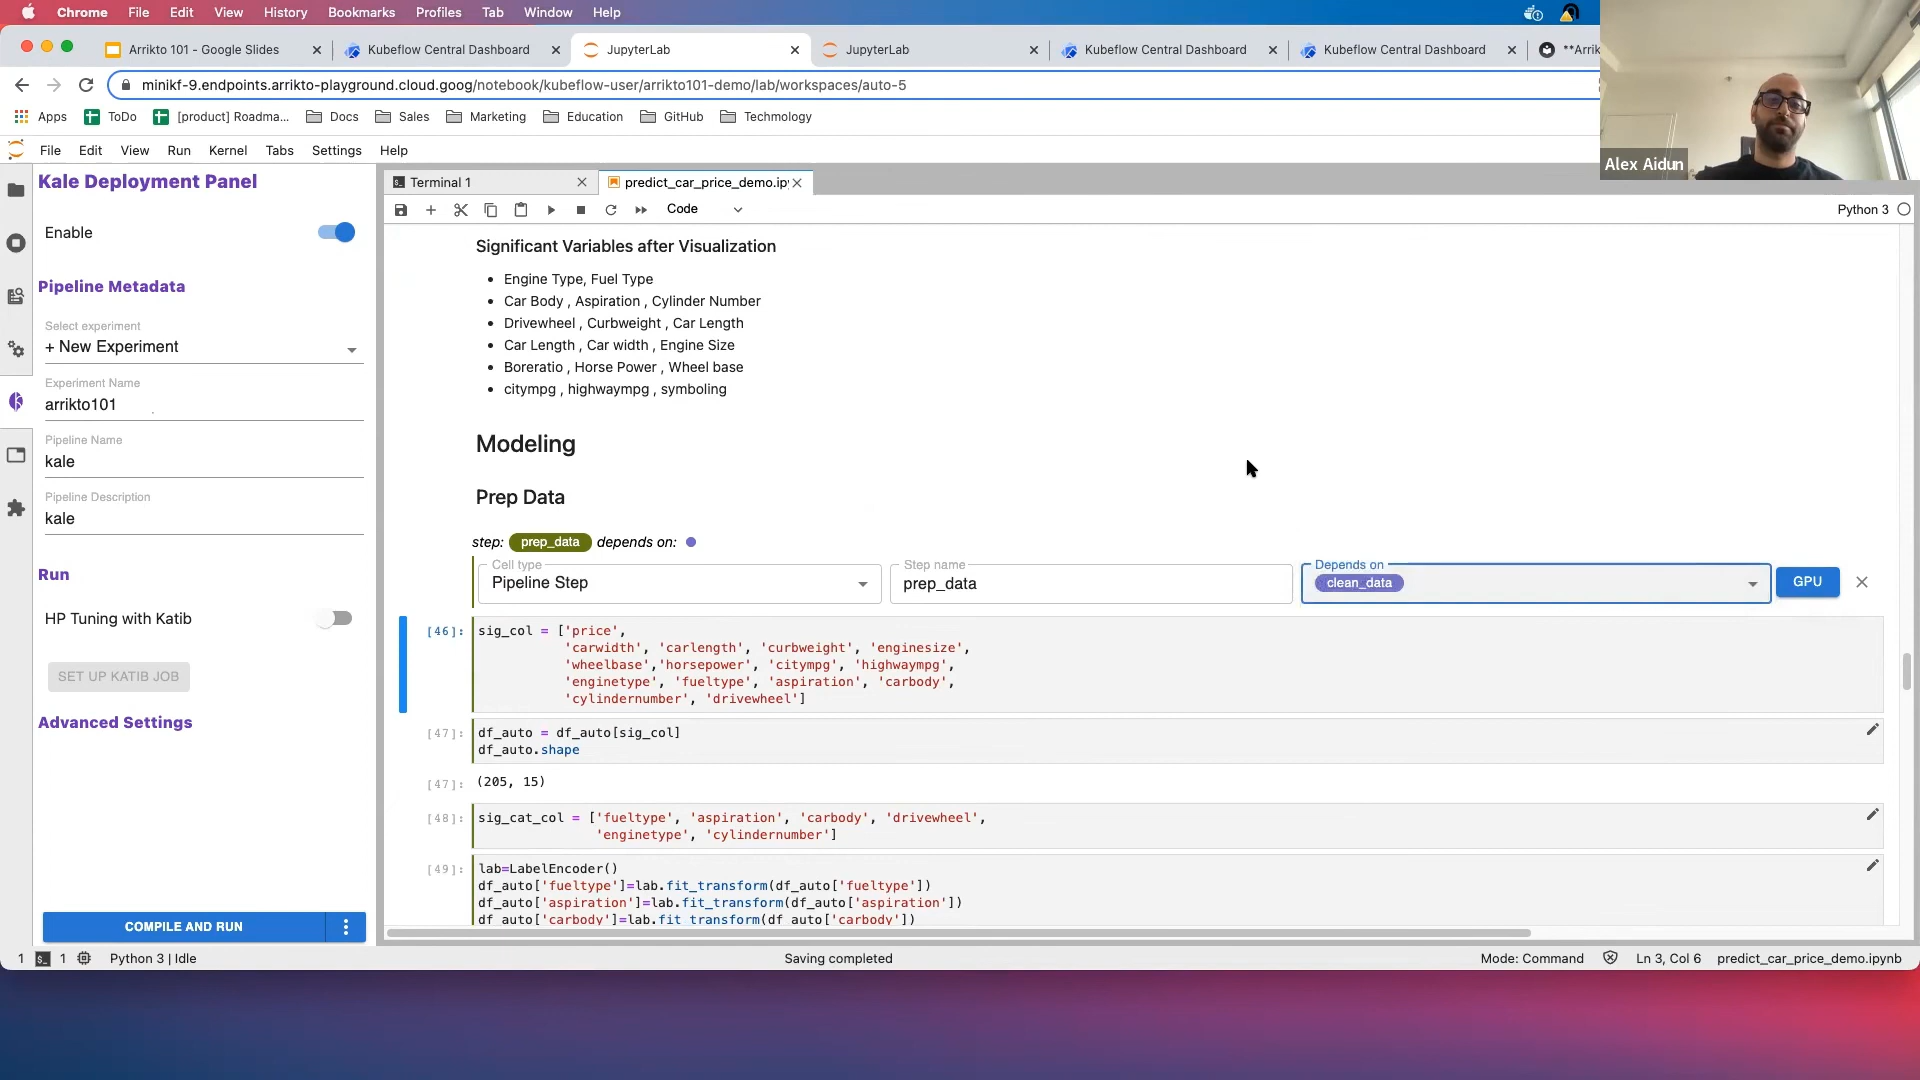 Chrome File Edit View History Bookmarks Profiles Tab Window Help
Arrikto 101 - Google Slides
Kubeflow Central Dashboard
JupyterLab
JupyterLab
Kubeflow Central Dashboard
Kubeflow Central Dashboard
**Arri
minikf-9.endpoints.arrikto-playground.cloud.goog/notebook/kubeflow-user/arrikto101-demo/lab/workspaces/auto-5
Apps ToDo [product] Roadma... Docs Sales Marketing Education GitHub Techmology
Alex Aidun
File Edit View Run Kernel Tabs Settings Help
Kale Deployment Panel
Enable
Pipeline Metadata
Select experiment
+ New Experiment
Experiment Name
arrikto101
Pipeline Name
kale
Pipeline Description
kale
Run
HP Tuning with Katib
SET UP KATIB JOB
Advanced Settings
COMPILE AND RUN
Terminal 1
predict_car_price_demo.ip
Code
Python 3
Significant Variables after Visualization
• Engine Type, Fuel Type
• Car Body , Aspiration , Cylinder Number
• Drivewheel , Curbweight , Car Length
• Car Length , Car width , Engine Size
• Boreratio , Horse Power , Wheel base
• citympg , highwaympg , symboling
Modeling
Prep Data
step: prep_data depends on:
Cell type
Pipeline Step
Step name
prep_data
Depends on
clean_data
GPU
[46]: sig_col = ['price',
'carwidth', 'carlength', 'curbweight', 'enginesize',
'wheelbase','horsepower', 'citympg', 'highwaympg',
'enginetype', 'fueltype', 'aspiration', 'carbody',
'cylindernumber', 'drivewheel']
[47]: df_auto = df_auto[sig_col]
df_auto.shape
[47]: (205, 15)
[48]: sig_cat_col = ['fueltype', 'aspiration', 'carbody', 'drivewheel',
'enginetype', 'cylindernumber']
[49]: lab=LabelEncoder()
df_auto['fueltype']=lab.fit_transform(df_auto['fueltype'])
df_auto['aspiration']=lab.fit_transform(df_auto['aspiration'])
df_auto['carbody']=lab.fit_transform(df_auto['carbody'])
1 1 Python 3 | Idle
Saving completed
Mode: Command
Ln 3, Col 6
predict_car_price_demo.ipynb